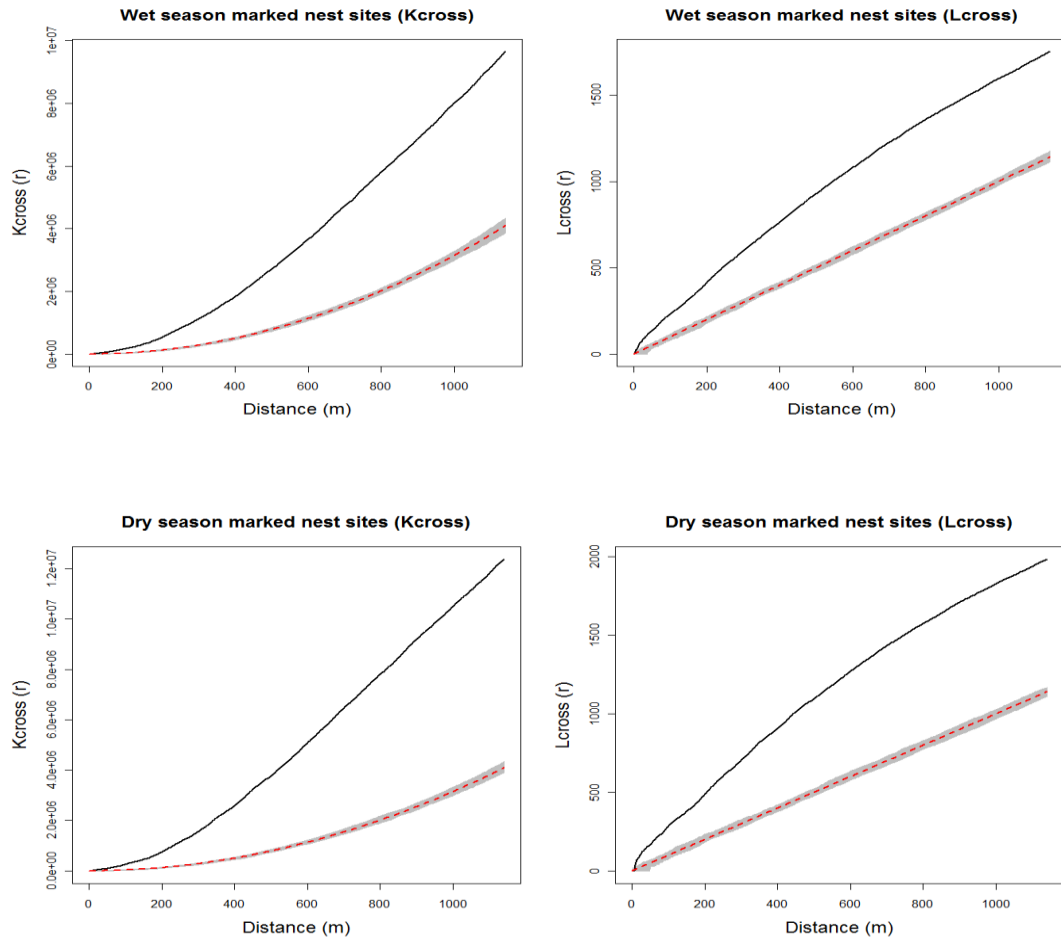 Wet season marked nest sites (Kcross)
Kcross (r)
0e+00 2e+06 4e+06 6e+06 8e+06 1e+07
0 200 400 600 800 1000
Distance (m)
Wet season marked nest sites (Lcross)
Lcross (r)
0 500 1000 1500
0 200 400 600 800 1000
Distance (m)
Dry season marked nest sites (Kcross)
Kcross (r)
0.0e+00 2.0e+06 4.0e+06 6.0e+06 8.0e+06 1.0e+07 1.2e+07
0 200 400 600 800 1000
Distance (m)
Dry season marked nest sites (Lcross)
Lcross (r)
0 500 1000 1500 2000
0 200 400 600 800 1000
Distance (m)